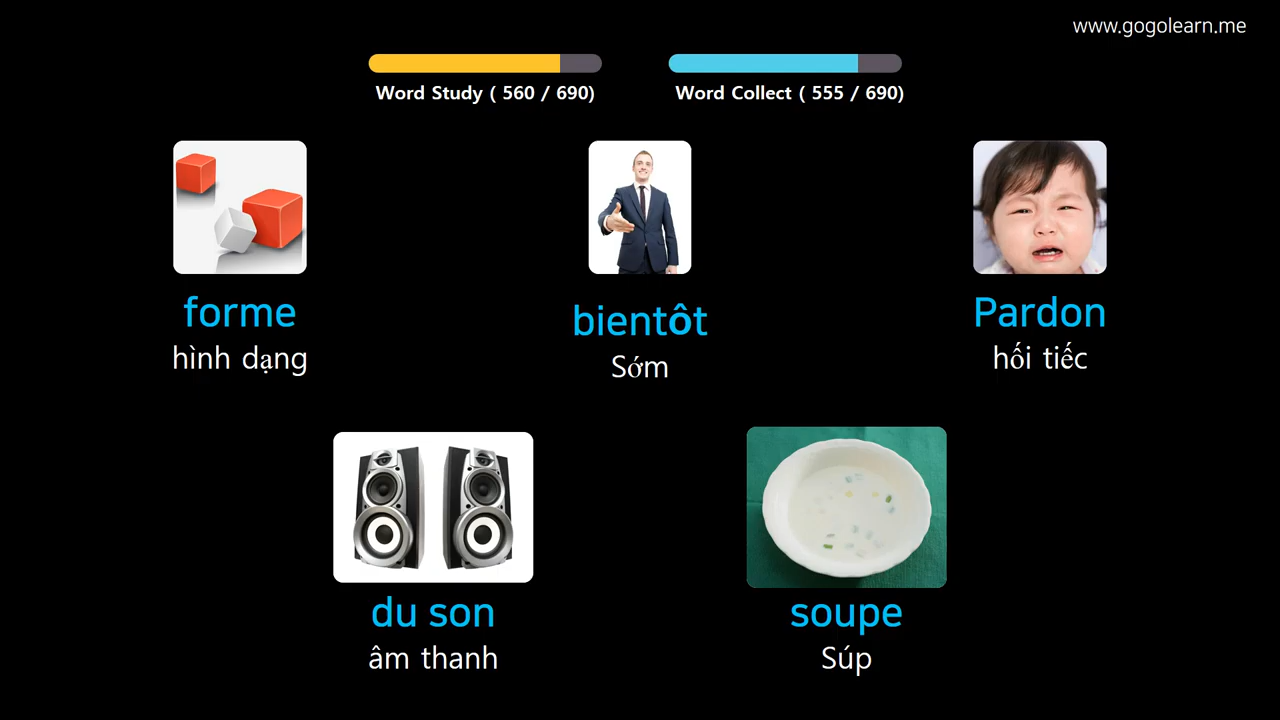 www.gogolearn.me
Word Study ( 560 / 690)
Word Collect ( 555 / 690)
forme
hình dạng
bientôt
Sớm
Pardon
hối tiếc
du son
âm thanh
soupe
Súp